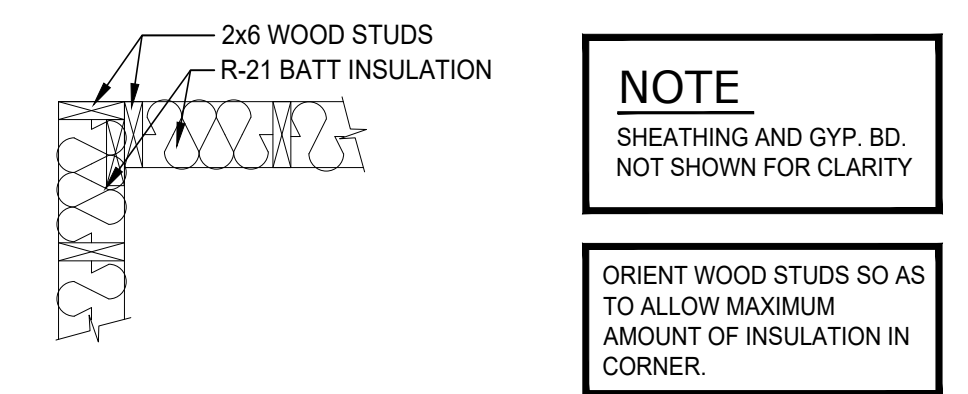 2x6 WOOD STUDS
R-21 BATT INSULATION
NOTE
SHEATHING AND GYP. BD.
NOT SHOWN FOR CLARITY
ORIENT WOOD STUDS SO AS
TO ALLOW MAXIMUM
AMOUNT OF INSULATION IN
CORNER.